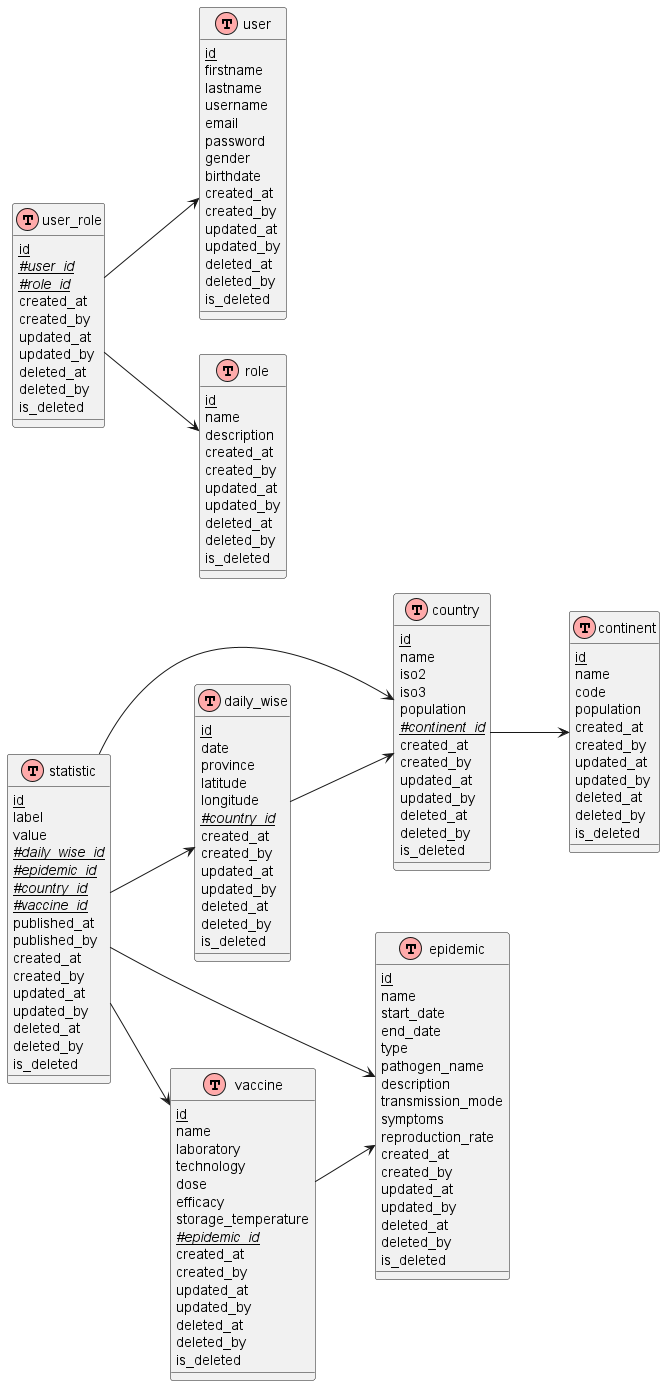 T user
id
firstname
lastname
username
email
password
gender
birthdate
created_at
created_by
updated_at
updated_by
deleted_at
deleted_by
is_deleted
T user_role
id
#user_id
#role_id
created_at
created_by
updated_at
updated_by
deleted_at
deleted_by
is_deleted
T role
id
name
description
created_at
created_by
updated_at
updated_by
deleted_at
deleted_by
is_deleted
T country
id
name
iso2
iso3
population
#continent_id
created_at
created_by
updated_at
updated_by
deleted_at
deleted_by
is_deleted
T continent
id
name
code
population
created_at
created_by
updated_at
updated_by
deleted_at
deleted_by
is_deleted
T daily_wise
id
date
province
latitude
longitude
#country_id
created_at
created_by
updated_at
updated_by
deleted_at
deleted_by
is_deleted
T statistic
id
label
value
#daily_wise_id
#epidemic_id
#country_id
#vaccine_id
published_at
published_by
created_at
created_by
updated_at
updated_by
deleted_at
deleted_by
is_deleted
T epidemic
id
name
start_date
end_date
type
pathogen_name
description
transmission_mode
symptoms
reproduction_rate
created_at
created_by
updated_at
updated_by
deleted_at
deleted_by
is_deleted
T vaccine
id
name
laboratory
technology
dose
efficacy
storage_temperature
#epidemic_id
created_at
created_by
updated_at
updated_by
deleted_at
deleted_by
is_deleted